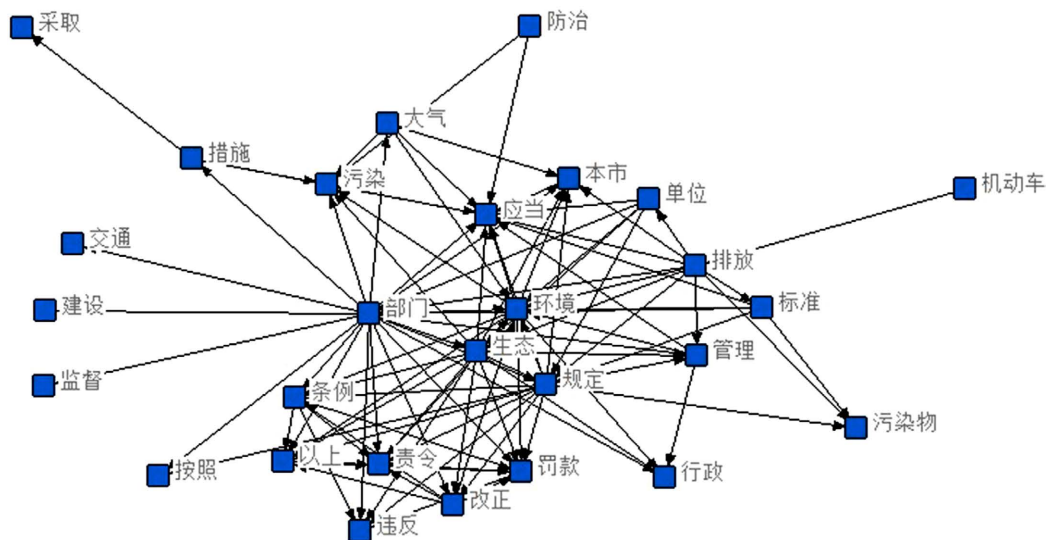 采取
防治
大气
措施
污染
本市
机动车
单位
应当
交通
排放
建设
部门
环境
标准
生态
管理
监督
规定
条例
污染物
以上
责令
罚款
行政
按照
改正
违反